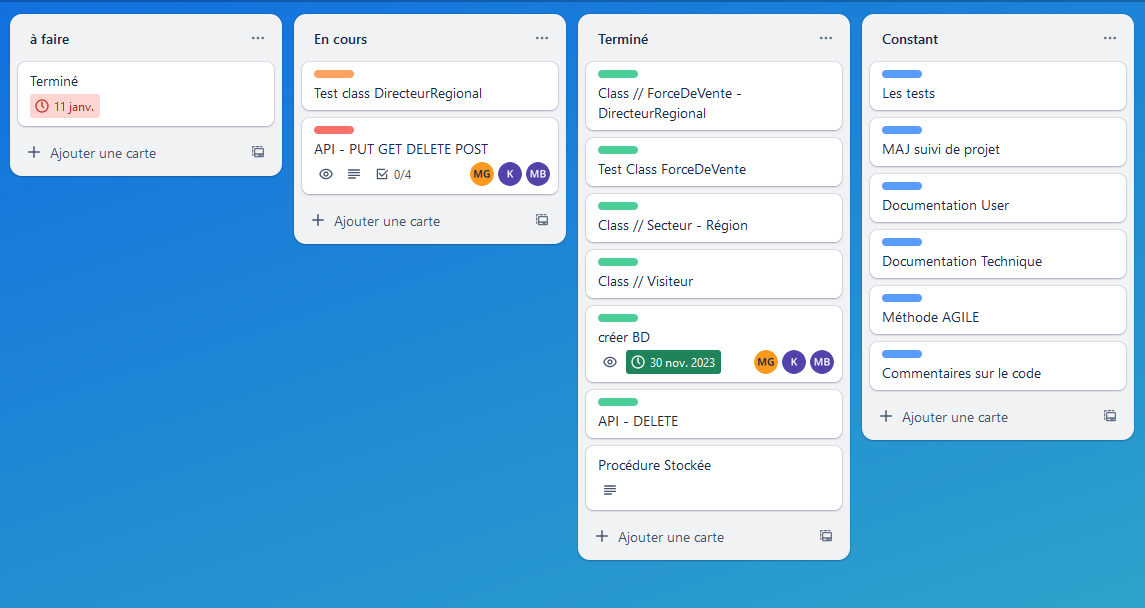 à faire
Terminé
11 janv.
Ajouter une carte
En cours
Test class DirecteurRegional
API - PUT GET DELETE POST
0/4 MG K MB
Ajouter une carte
Terminé
Class // ForceDeVente -
DirecteurRegional
Test Class ForceDeVente
Class // Secteur - Région
Class // Visiteur
créer BD
30 nov. 2023 MG K MB
API - DELETE
Procédure Stockée
Ajouter une carte
Constant
Les tests
MAJ suivi de projet
Documentation User
Documentation Technique
Méthode AGILE
Commentaires sur le code
Ajouter une carte